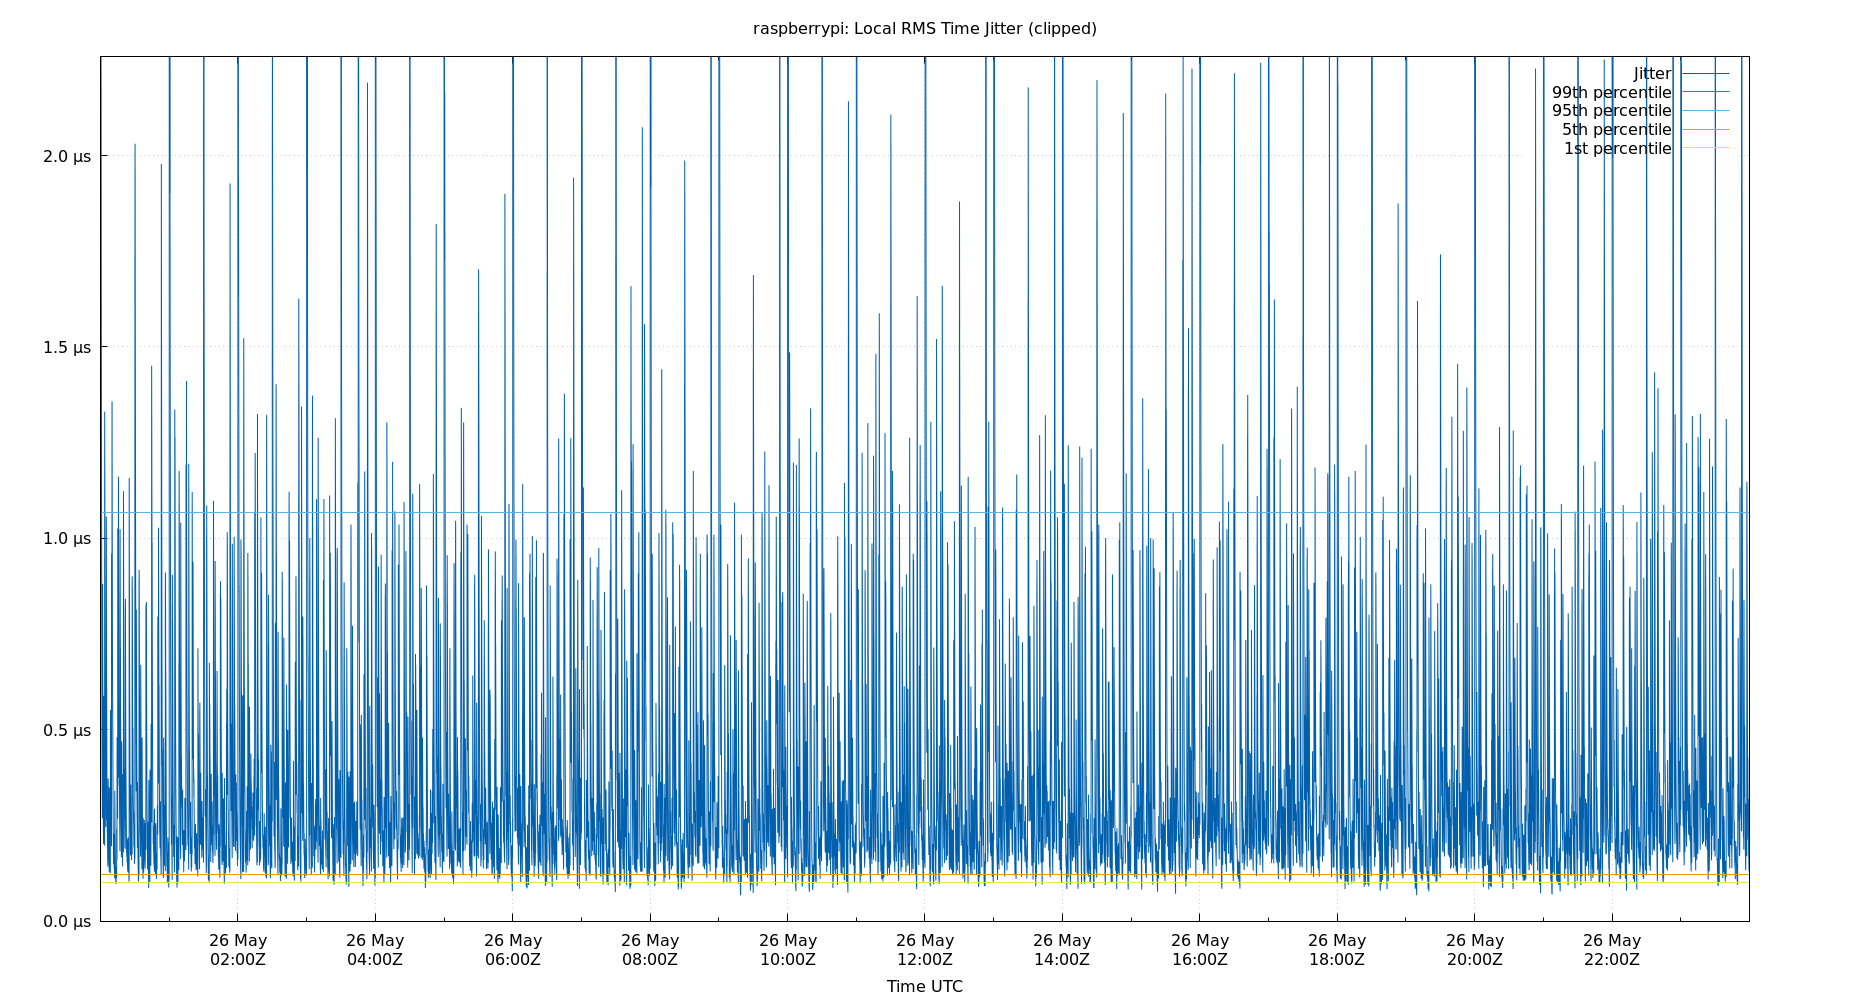 raspberrypi: Local RMS Time Jitter (clipped)
Jitter
99th percentile
95th percentile
5th percentile
1st percentile
2.0 μs
1.5 μs
1.0 μs
0.5 μs
0.0 μs
26 May 26 May 26 May 26 May 26 May 26 May 26 May 26 May 26 May 26 May 26 May
02:00Z 04:00Z 06:00Z 08:00Z 10:00Z 12:00Z 14:00Z 16:00Z 18:00Z 20:00Z 22:00Z
Time UTC